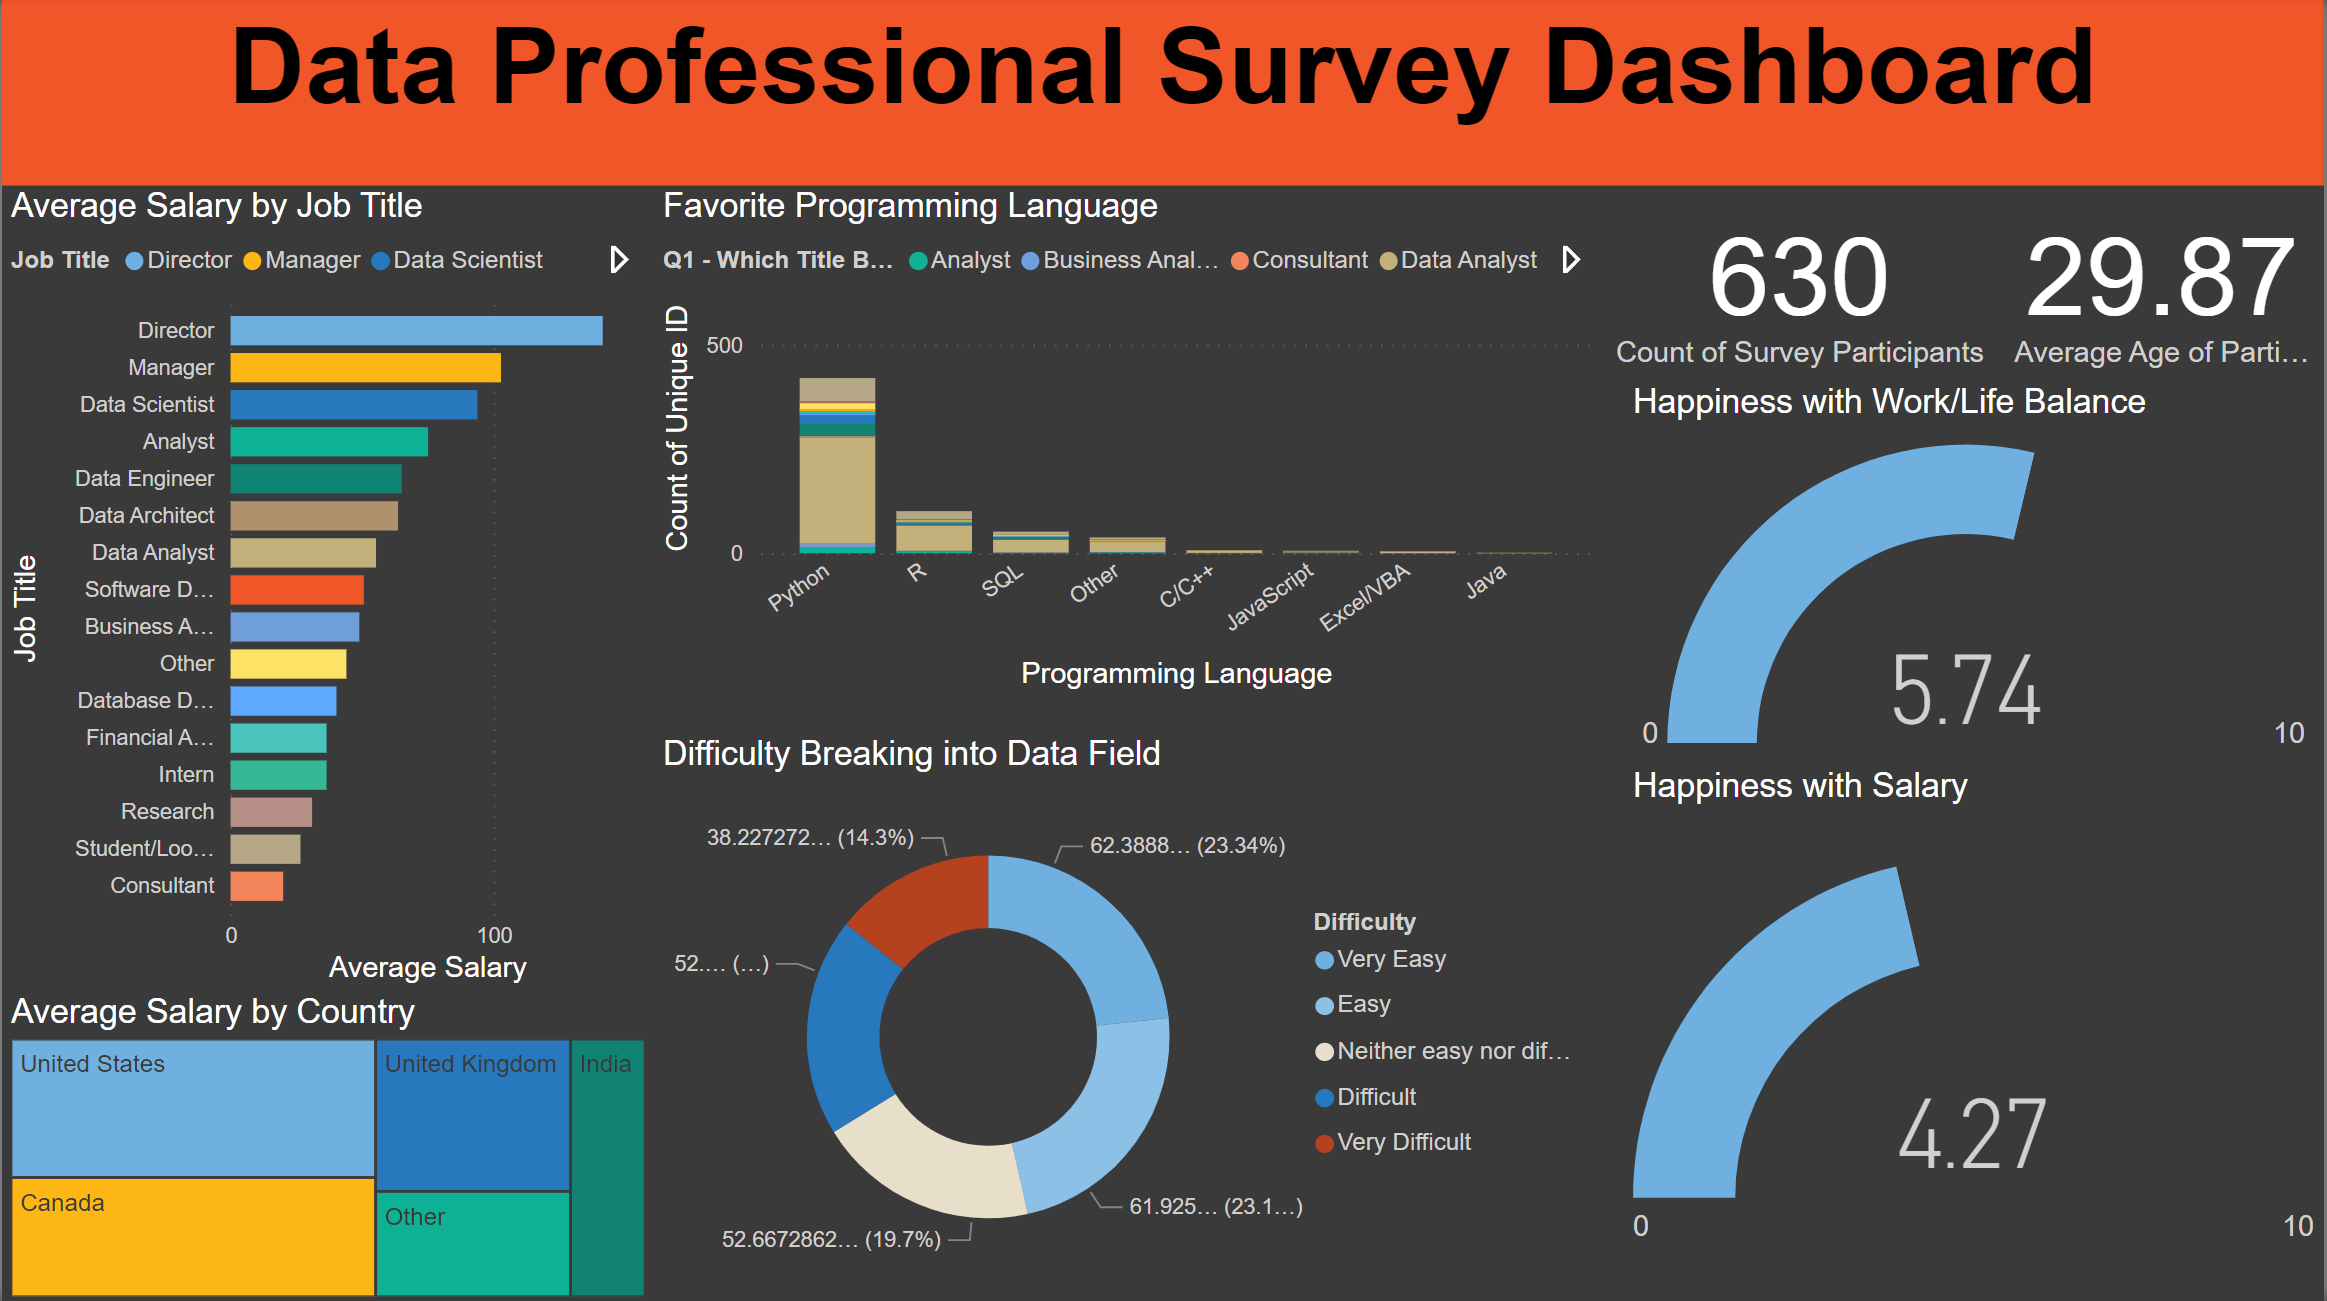 Data Professional Survey Dashboard
Average Salary by Job Title
Job Title Director Manager Data Scientist
Job Title
Director
Manager
Data Scientist
Analyst
Data Engineer
Data Architect
Data Analyst
Software D...
Business A...
Other
Database D...
Financial A...
Intern
Research
Student/Loo...
Consultant
0 100
Average Salary
Average Salary by Country
United States
Canada
United Kingdom
Other
India
Favorite Programming Language
Q1 - Which Title B... Analyst Business Anal... Consultant Data Analyst
Count of Unique ID
500
0
Python
R
SQL
Other
C/C++
JavaScript
Excel/VBA
Java
Programming Language
Difficulty Breaking into Data Field
38.227272... (14.3%)
62.3888... (23.34%)
52.... (...)
61.925... (23.1...)
52.6672862... (19.7%)
Difficulty
Very Easy
Easy
Neither easy nor dif...
Difficult
Very Difficult
630
Count of Survey Participants
29.87
Average Age of Parti...
Happiness with Work/Life Balance
5.74
0 10
Happiness with Salary
4.27
0 10